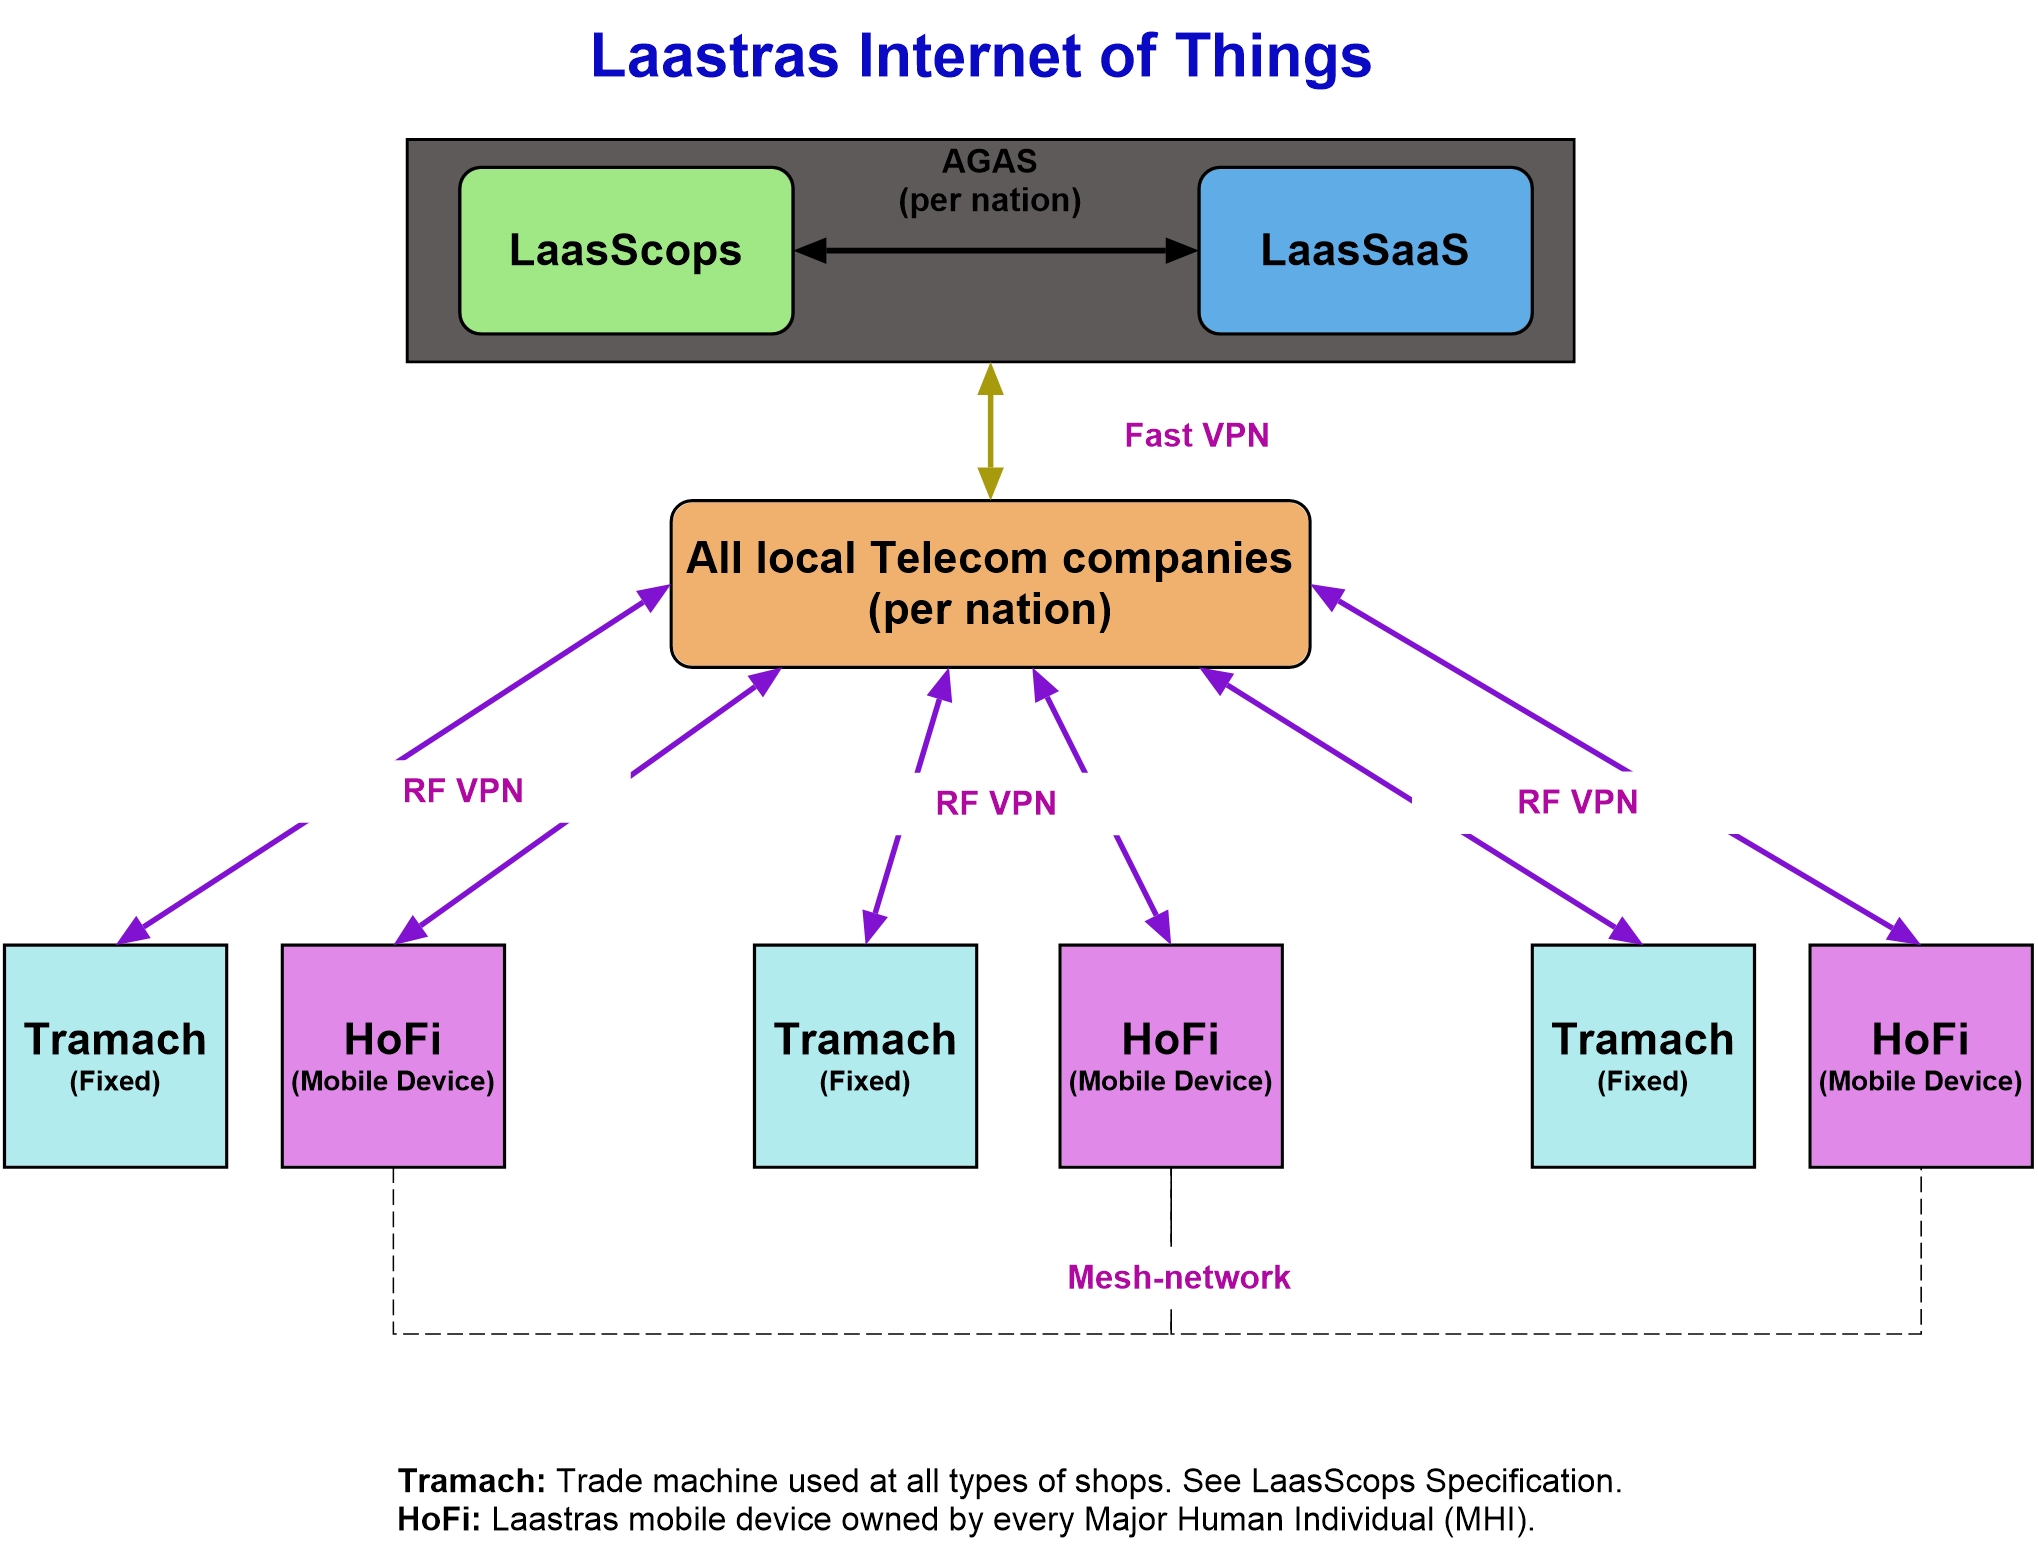 Laastras Internet of Things
AGAS
(per nation)
LaasScops
LaasSaaS
Fast VPN
All local Telecom companies
(per nation)
RF VPN
RF VPN
RF VPN
Tramach
(Fixed)
HoFi
(Mobile Device)
Tramach
(Fixed)
HoFi
(Mobile Device)
Tramach
(Fixed)
HoFi
(Mobile Device)
Mesh-network
Tramach: Trade machine used at all types of shops. See LaasScops Specification.
HoFi: Laastras mobile device owned by every Major Human Individual (MHI).